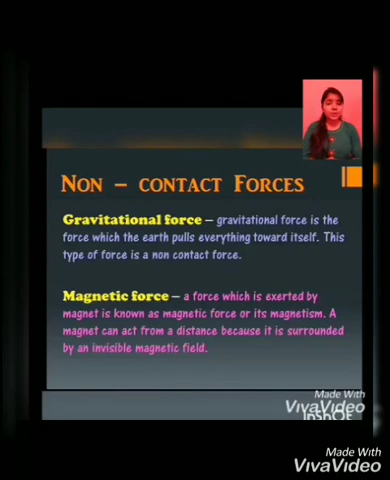 NON – CONTACT FORCES
Gravitational force – gravitational force is the
force which the earth pulls everything toward itself. This
type of force is a non contact force.
Magnetic force – a force which is exerted by
magnet is known as magnetic force or its magnetism. A
magnet can act from a distance because it is surrounded
by an invisible magnetic field.
Made With
VivaVideo
InShOt
Made With
VivaVideo